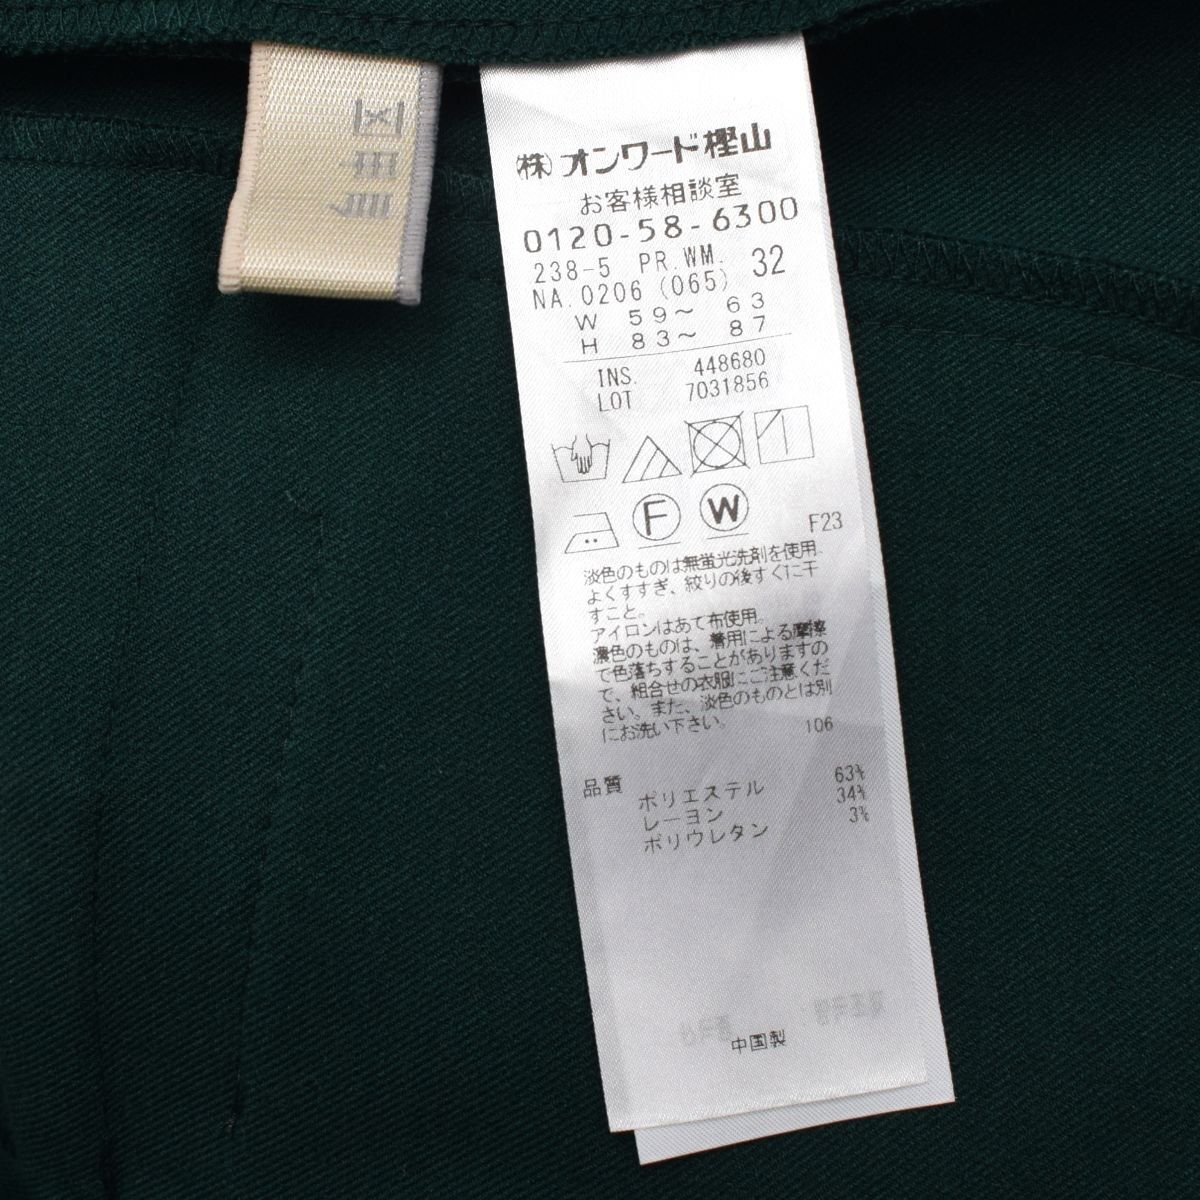 ㈱オンワード樫山
お客様相談室
0120-58-6300
238-5 PR.WM. 32
NA.0206 (065)
W 59〜 63
H 83〜 87
INS. 448680
LOT 7031856
F W
F23
淡色のものは無蛍光洗剤を使用.
よくすすぎ、絞りの後すぐに干
すこと。
アイロンはあて布使用。
濃色のものは、着用による摩擦
で色落ちすることがありますの
で、組合せの衣服にご注意くだ
さい。また、淡色のものとは別
にお洗い下さい。 106
品質
ポリエステル 63%
レーヨン 34%
ポリウレタン 3%
中国製